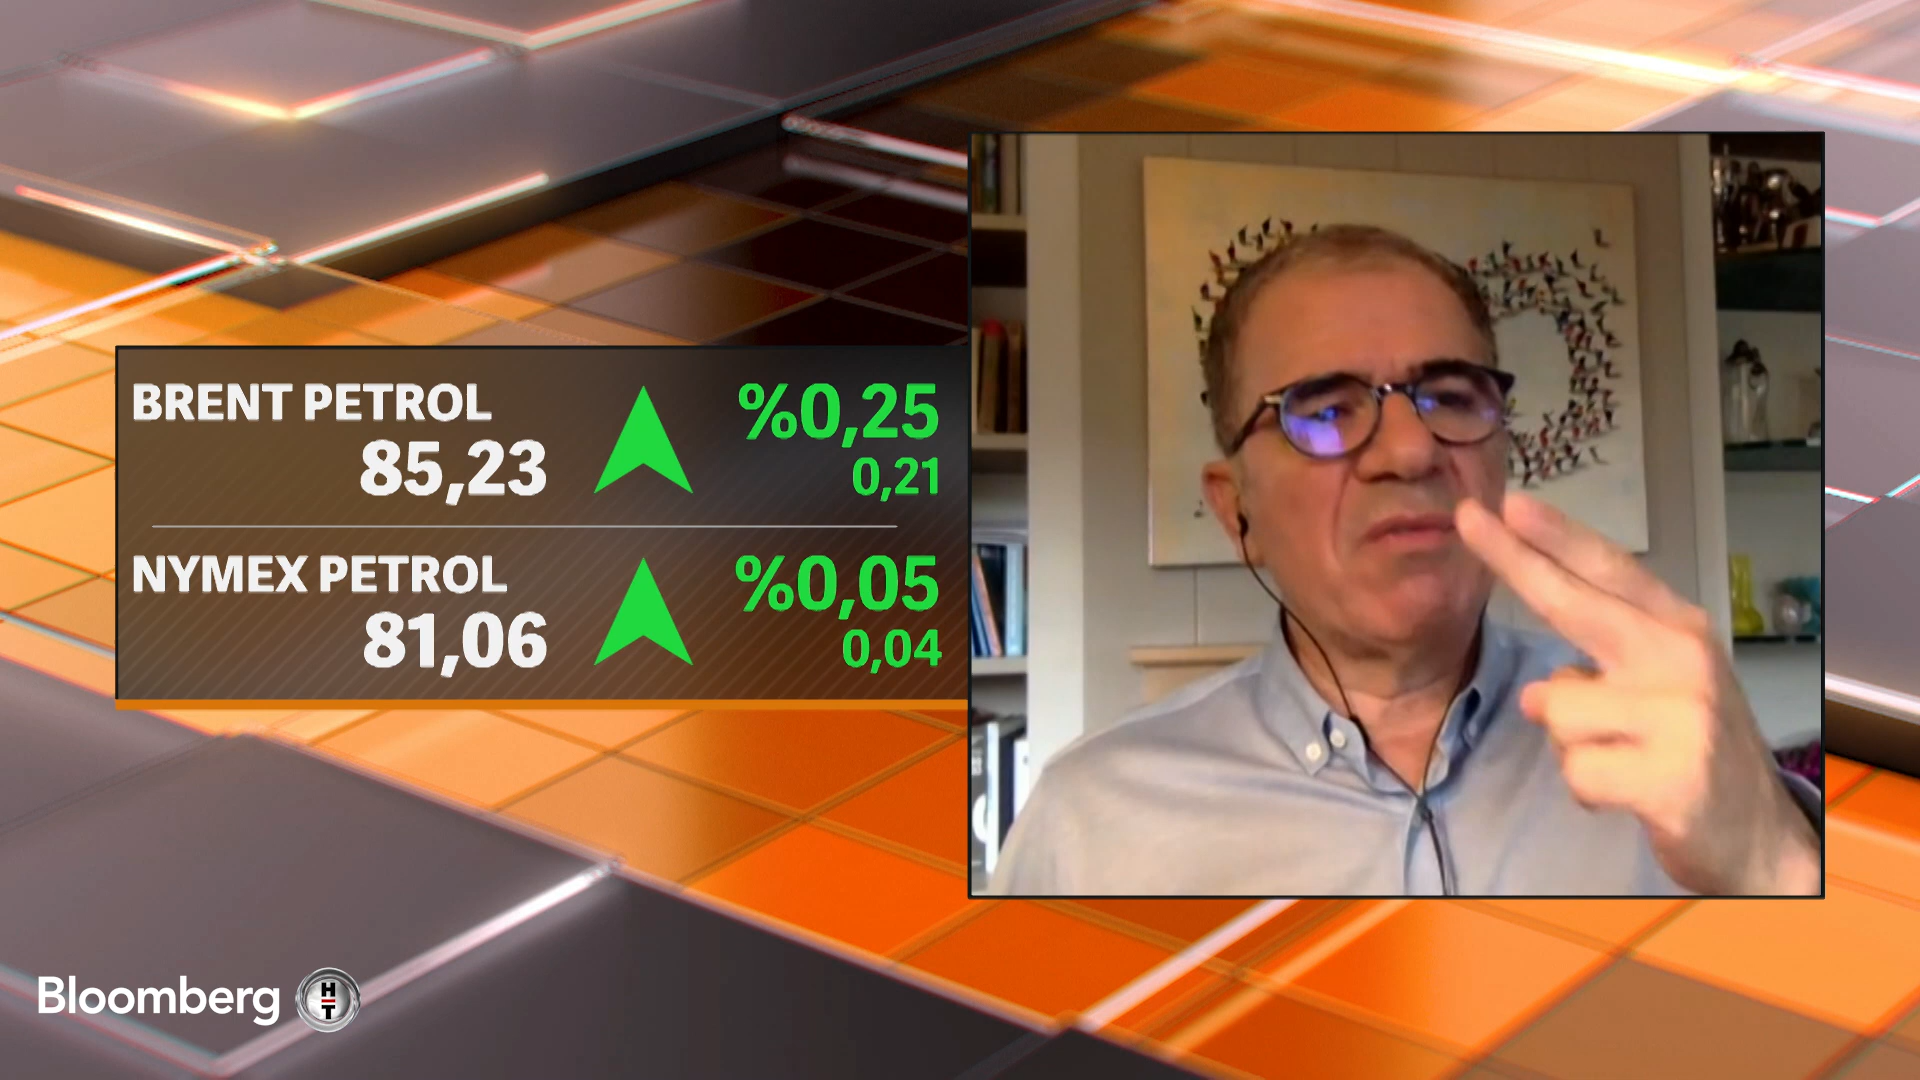 BRENT PETROL
85,23
%0,25
0,21
NYMEX PETROL
81,06
%0,05
0,04
Bloomberg HT